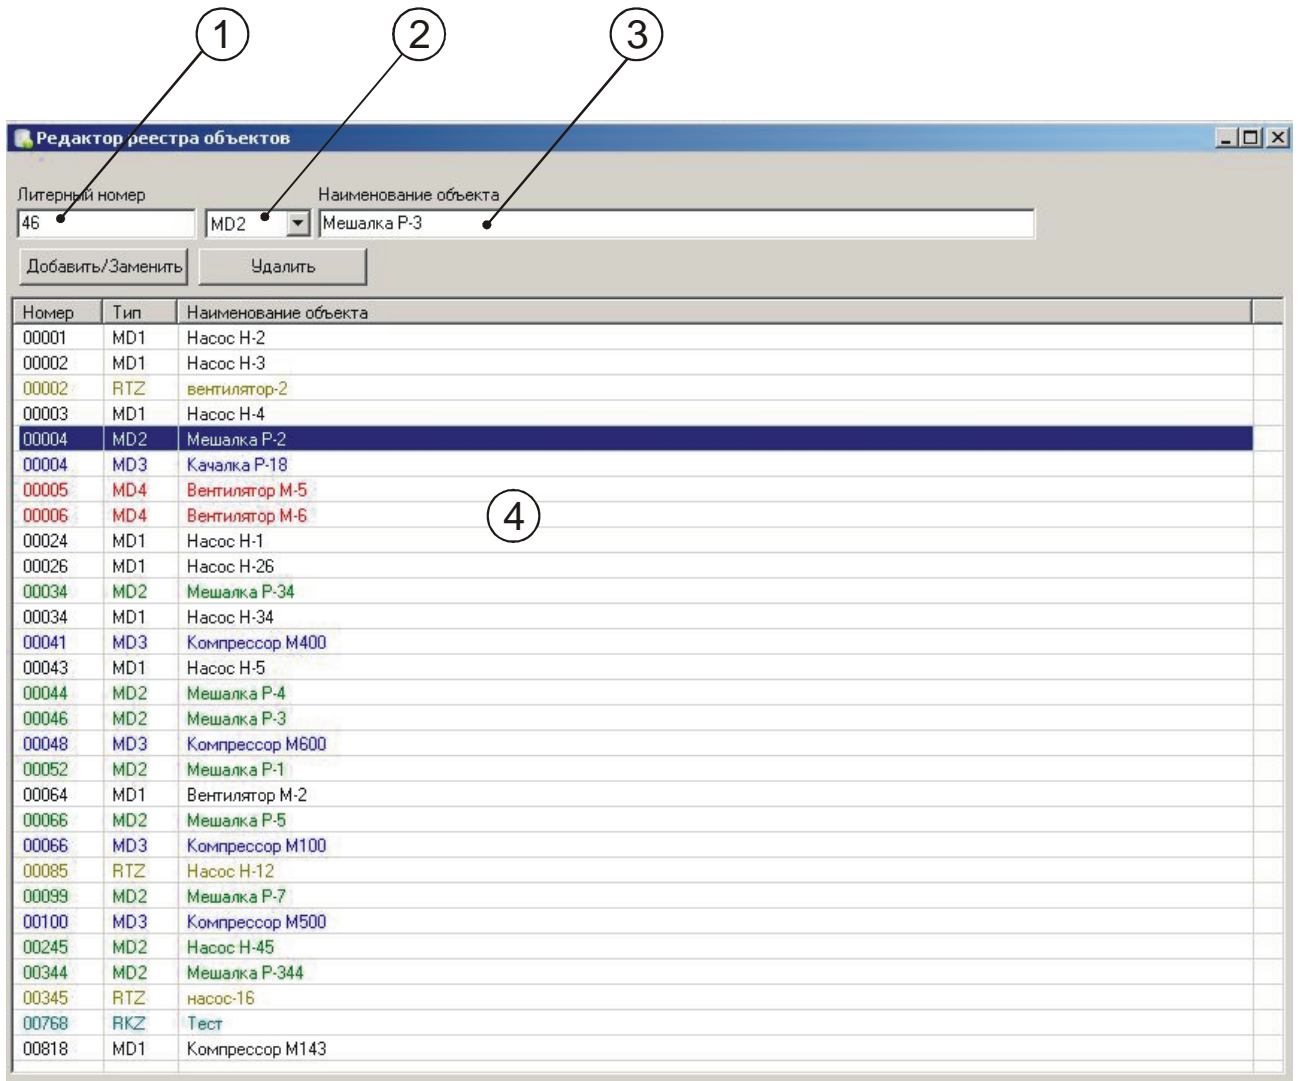 1 2 3
Редактор реестра объектов
Литерный номер Наименование объекта
46 MD2 Мешалка Р-3
Добавить/Заменить Удалить
Номер Тип Наименование объекта
00001 MD1 Насос Н-2
00002 MD1 Насос Н-3
00002 RTZ вентилятор-2
00003 MD1 Насос Н-4
00004 MD2 Мешалка Р-2
00004 MD3 Качалка Р-18
00005 MD4 Вентилятор М-5
00006 MD4 Вентилятор М-6
4
00024 MD1 Насос Н-1
00026 MD1 Насос Н-26
00034 MD2 Мешалка Р-34
00034 MD1 Насос Н-34
00041 MD3 Компрессор М400
00043 MD1 Насос Н-5
00044 MD2 Мешалка Р-4
00046 MD2 Мешалка Р-3
00048 MD3 Компрессор М600
00052 MD2 Мешалка Р-1
00064 MD1 Вентилятор М-2
00066 MD2 Мешалка Р-5
00066 MD3 Компрессор М100
00085 RTZ Насос Н-12
00099 MD2 Мешалка Р-7
00100 MD3 Компрессор М500
00245 MD2 Насос Н-45
00344 MD2 Мешалка Р-344
00345 RTZ насос-16
00768 RKZ Тест
00818 MD1 Компрессор М143